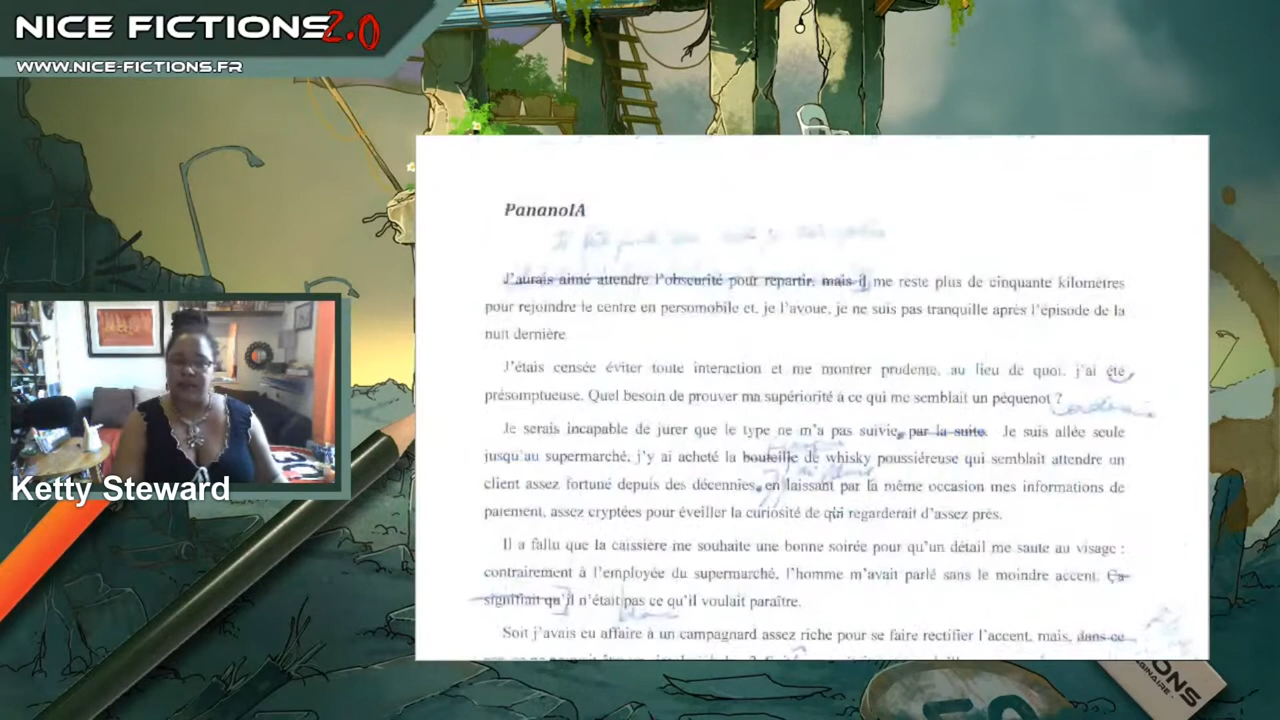 NICE FICTIONS 2.0
WWW.NICE-FICTIONS.FR
PananoIA
J'aurais aimé attendre l'obscurité pour repartir, mais il me reste plus de cinquante kilomètres
pour rejoindre le centre en persomobile et, je l'avoue, je ne suis pas tranquille après l'épisode de la
nuit dernière
J'étais censée éviter toute interaction et me montrer prudente, au lieu de quoi, j'ai été
présomptueuse. Quel besoin de prouver ma supériorité à ce qui me semblait un péquenot ?
Je serais incapable de jurer que le type ne m'a pas suivie, par la suite. Je suis allée seule
jusqu'au supermarché, j'y ai acheté la bouteille de whisky poussiéreuse qui semblait attendre un
client assez fortuné depuis des décennies, en laissant par la même occasion mes informations de
paiement, assez cryptées pour éveiller la curiosité de qui regarderait d'assez près.
Il a fallu que la caissière me souhaite une bonne soirée pour qu'un détail me saute au visage :
contrairement à l'employée du supermarché, l'homme m'avait parlé sans le moindre accent. Ça
signifiait qu'il n'était pas ce qu'il voulait paraître.
Soit j'avais eu affaire à un campagnard assez riche pour se faire rectifier l'accent, mais, dans ce
Ketty Steward
IONS